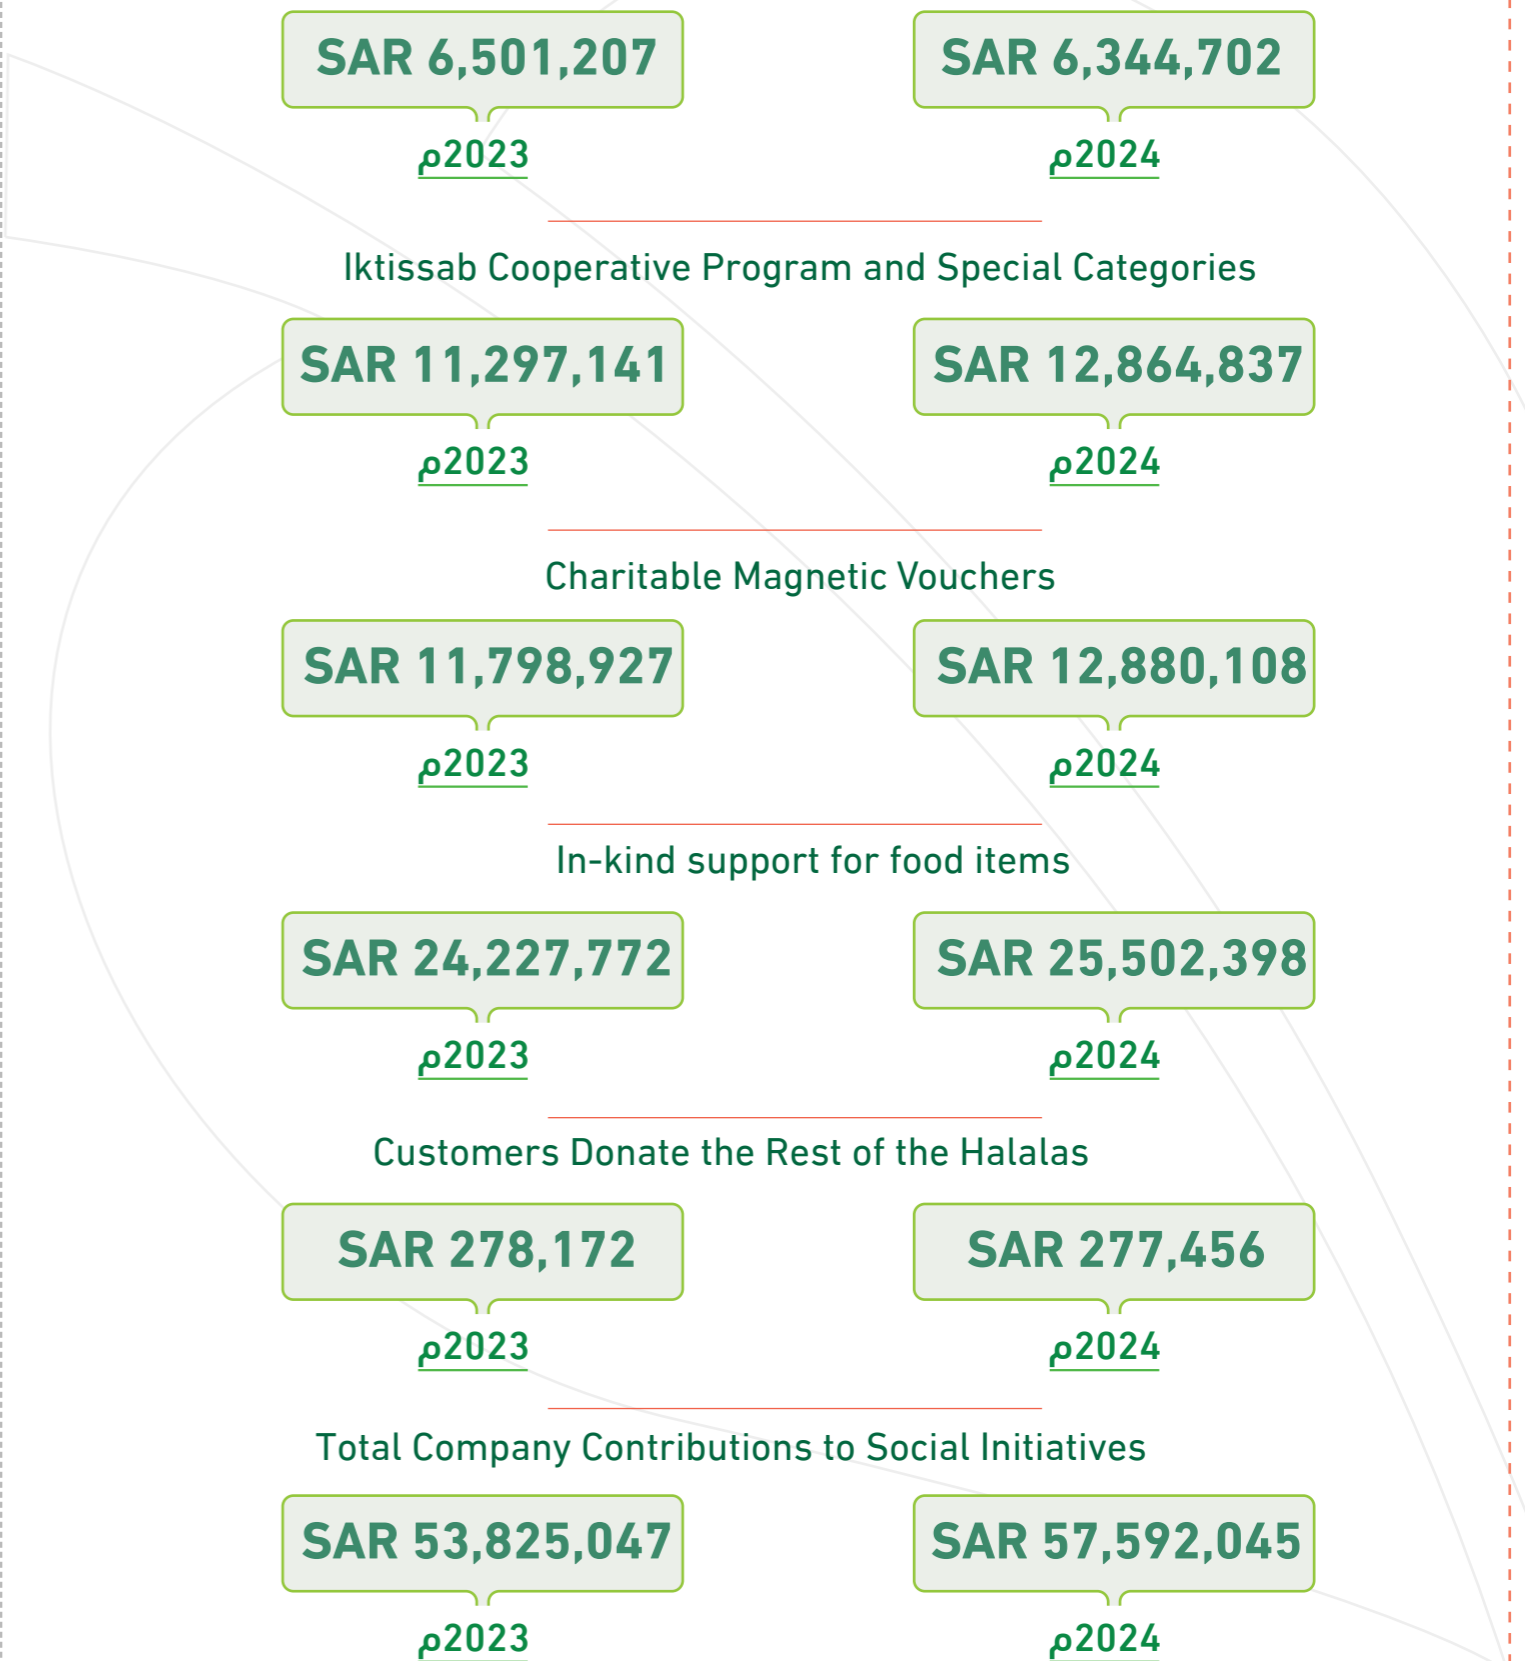 SAR 6,501,207 SAR 6,344,702
2023م 2024م
Iktissab Cooperative Program and Special Categories
SAR 11,297,141 SAR 12,864,837
2023م 2024م
Charitable Magnetic Vouchers
SAR 11,798,927 SAR 12,880,108
2023م 2024م
In-kind support for food items
SAR 24,227,772 SAR 25,502,398
2023م 2024م
Customers Donate the Rest of the Halalas
SAR 278,172 SAR 277,456
2023م 2024م
Total Company Contributions to Social Initiatives
SAR 53,825,047 SAR 57,592,045
2023م 2024م